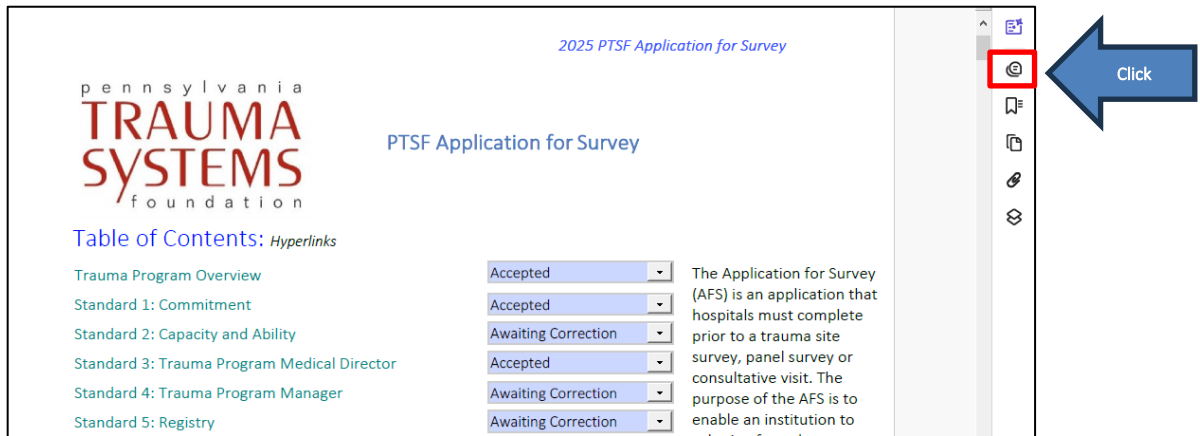 2025 PTSF Application for Survey
Click
pennsylvania
TRAUMA
SYSTEMS
foundation
PTSF Application for Survey
Table of Contents: Hyperlinks
Trauma Program Overview
Accepted
Standard 1: Commitment
Accepted
Standard 2: Capacity and Ability
Awaiting Correction
Standard 3: Trauma Program Medical Director
Accepted
Standard 4: Trauma Program Manager
Awaiting Correction
Standard 5: Registry
Awaiting Correction
The Application for Survey
(AFS) is an application that
hospitals must complete
prior to a trauma site
survey, panel survey or
consultative visit. The
purpose of the AFS is to
enable an institution to